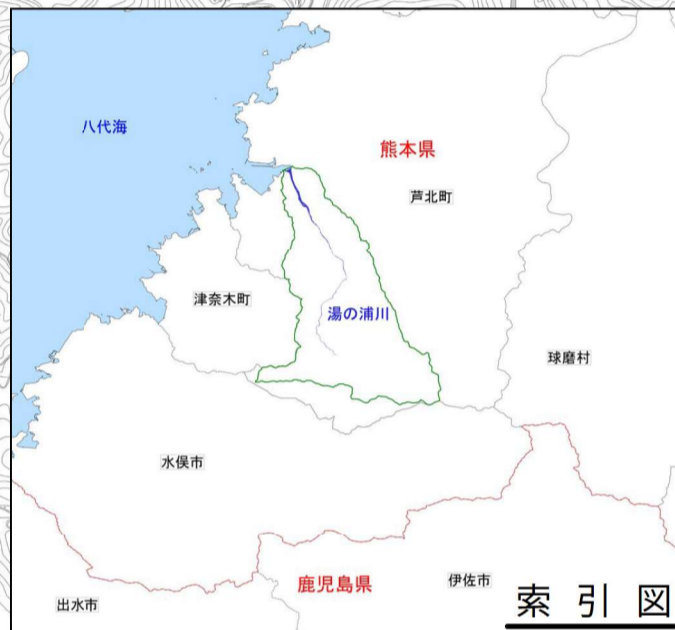 八代海
熊本県
芦北町
津奈木町
湯の浦川
球磨村
水俣市
鹿児島県
伊佐市
出水市
索引図